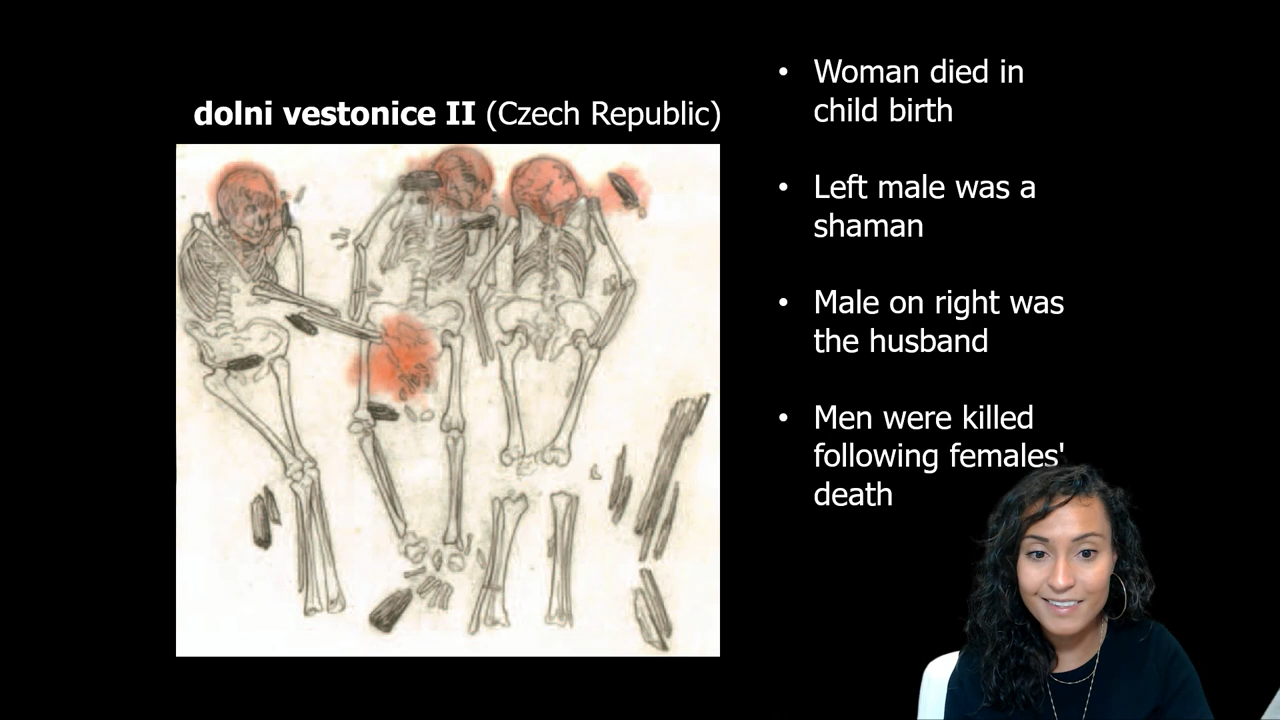 dolni vestonice II (Czech Republic)
• Woman died in
child birth
• Left male was a
shaman
• Male on right was
the husband
• Men were killed
following females'
death